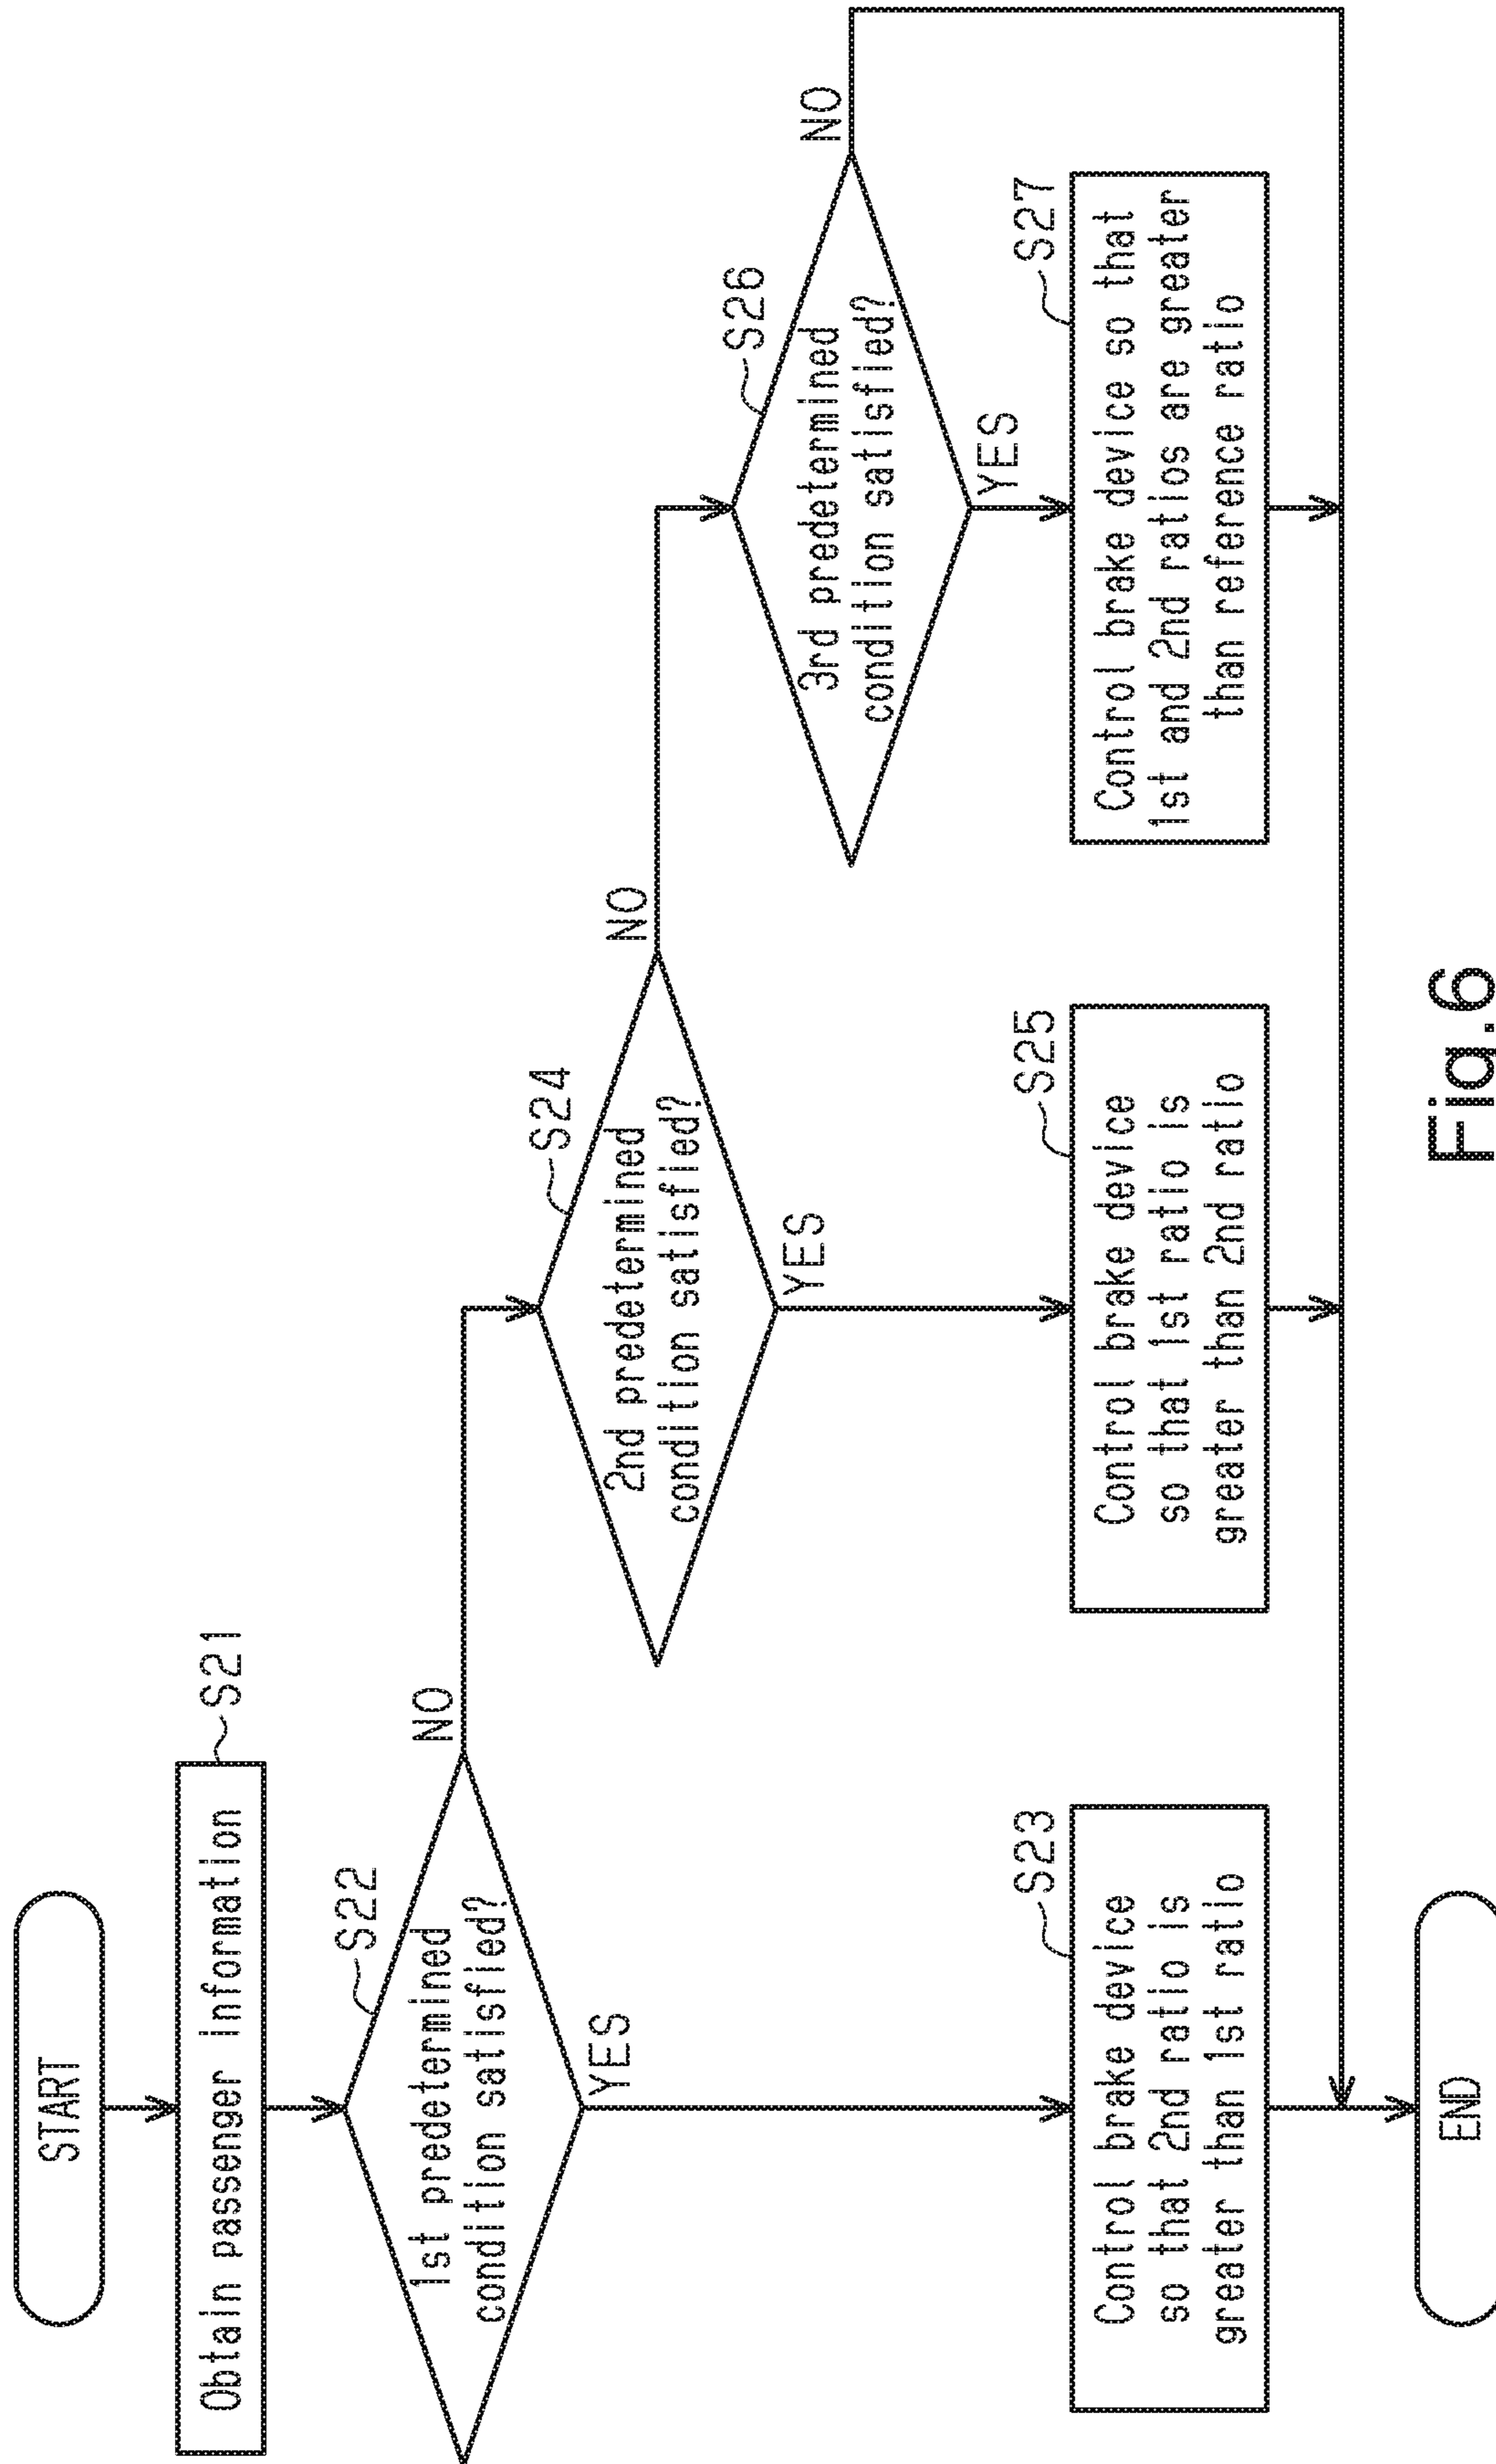 START
Obtain passenger information
S21
1st predetermined
condition satisfied?
S22
YES
NO
Control brake device
so that 2nd ratio is
greater than 1st ratio
S23
2nd predetermined
condition satisfied?
S24
YES
NO
Control brake device
so that 1st ratio is
greater than 2nd ratio
S25
3rd predetermined
condition satisfied?
S26
YES
NO
Control brake device so that
1st and 2nd ratios are greater
than reference ratio
S27
END
Fig.6